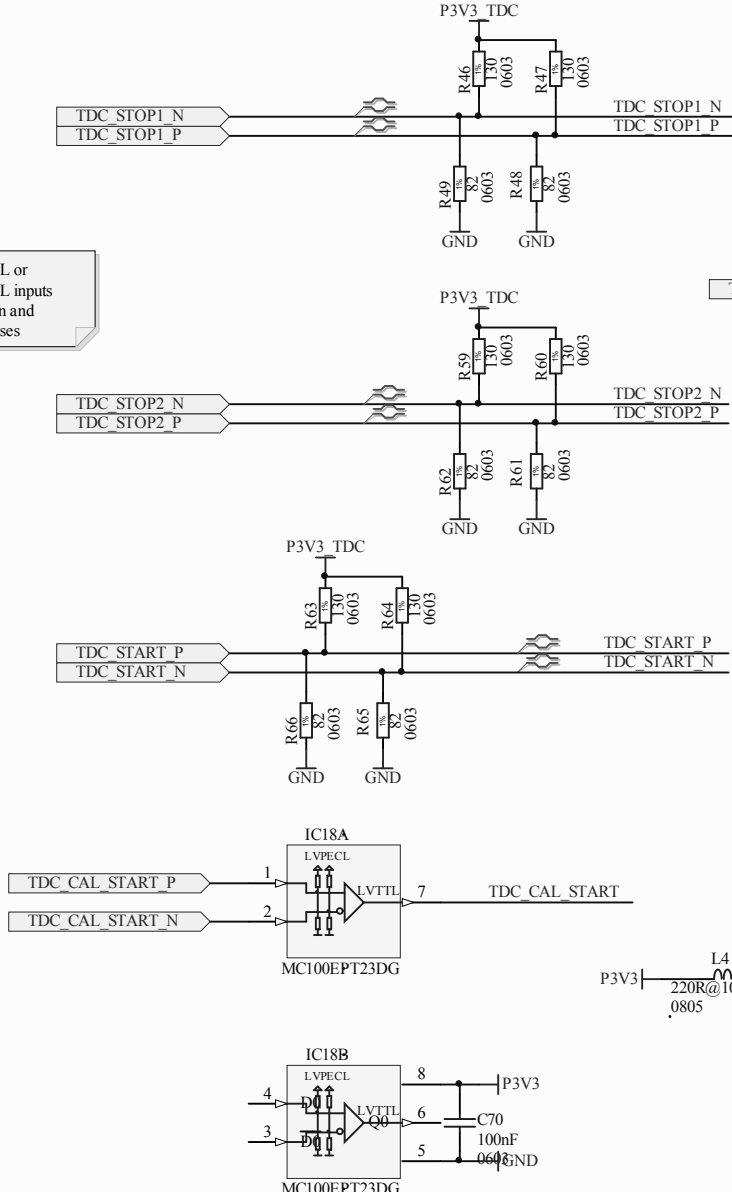 P3V3_TDC
R46
1%
130
0603
R47
1%
130
0603
TDC_STOP1_N
TDC_STOP1_P
TDC_STOP1_N
TDC_STOP1_P
R49
1%
82
0603
R48
1%
82
0603
GND
GND
L or
L inputs
n and
ses
P3V3_TDC
R59
1%
130
0603
R60
1%
130
0603
TDC_STOP2_N
TDC_STOP2_P
TDC_STOP2_N
TDC_STOP2_P
R62
1%
82
0603
R61
1%
82
0603
GND
GND
P3V3_TDC
R63
1%
130
0603
R64
1%
130
0603
TDC_START_P
TDC_START_N
TDC_START_P
TDC_START_N
R66
1%
82
0603
R65
1%
82
0603
GND
GND
IC18A
LVPECL
TDC_CAL_START_P
1
LVTTL
7
TDC_CAL_START
TDC_CAL_START_N
2
MC100EPT23DG
L4
P3V3
220R@10
0805
IC18B
LVPECL
8
P3V3
4
D0
LVTTL
Q0
6
C70
100nF
0603
3
D0
5
GND
MC100EPT23DG